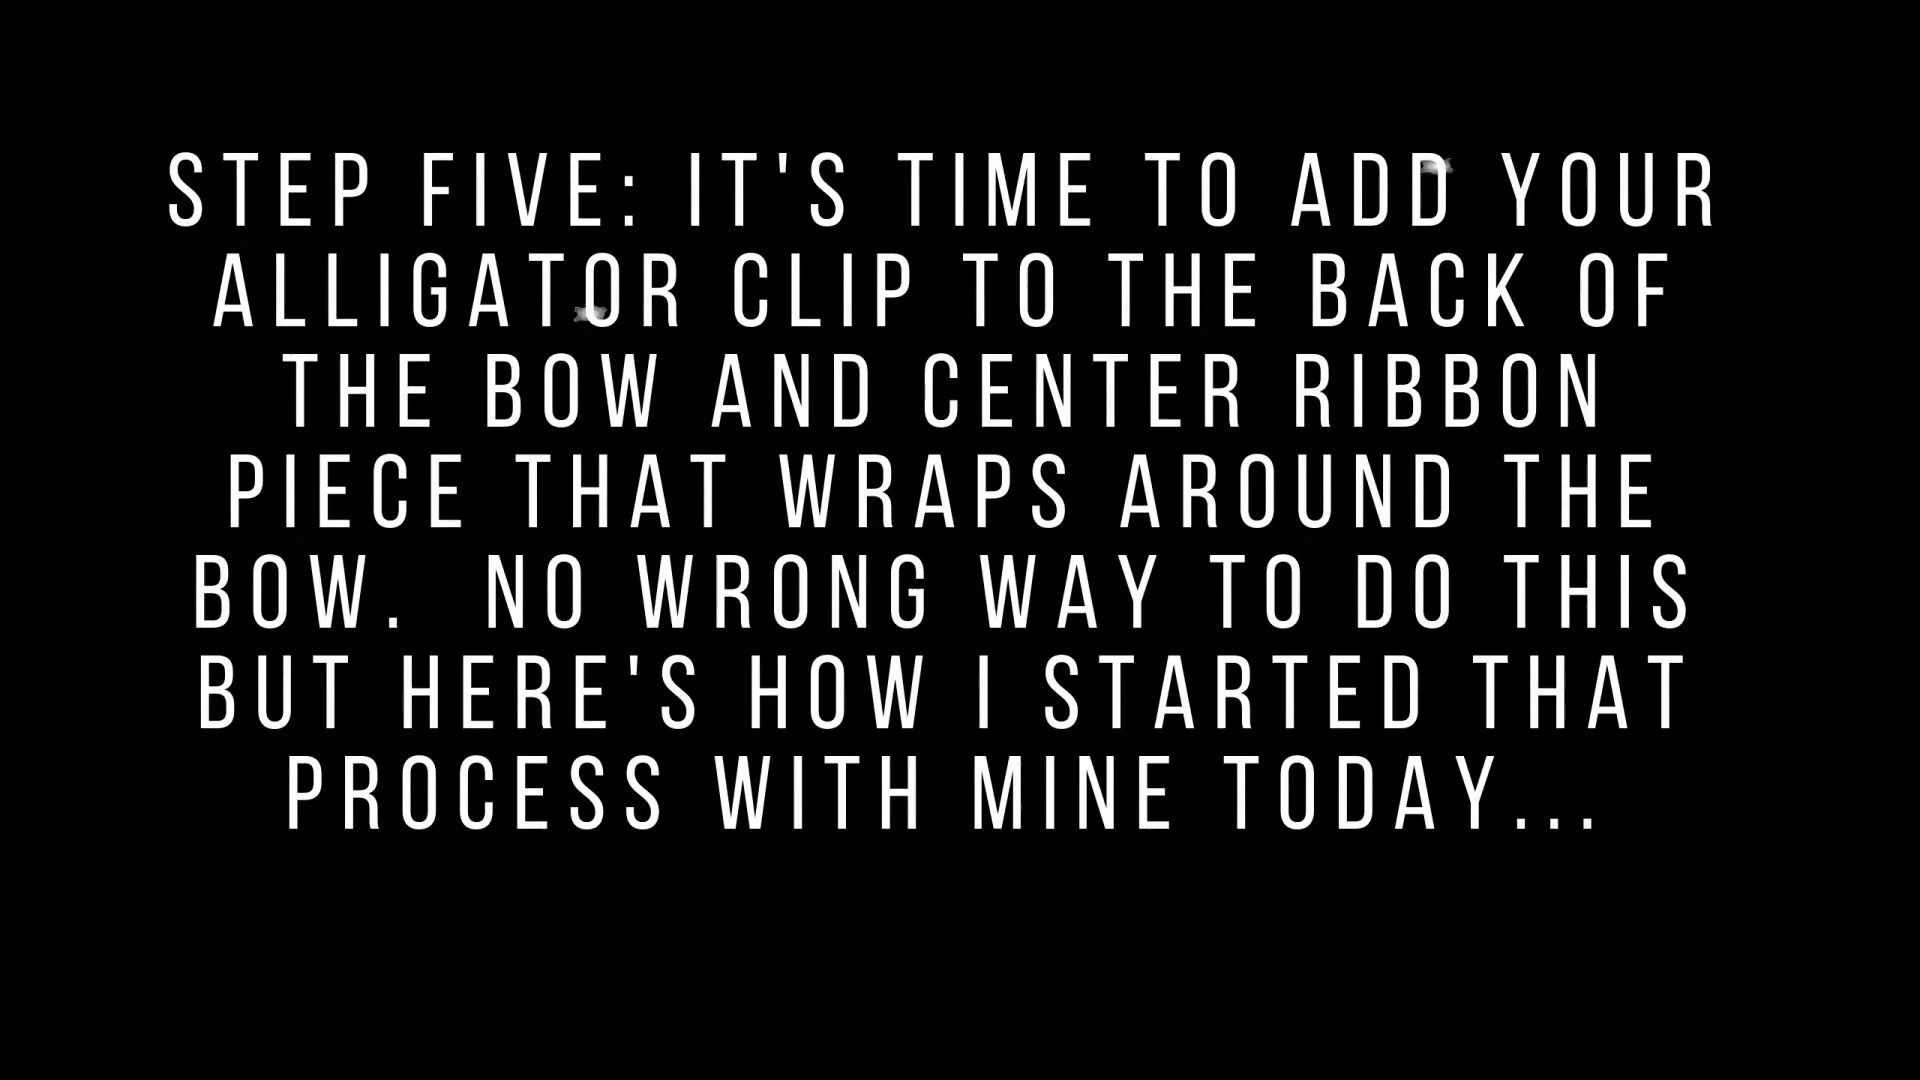 STEP FIVE: IT'S TIME TO ADD YOUR
ALLIGATOR CLIP TO THE BACK OF
THE BOW AND CENTER RIBBON
PIECE THAT WRAPS AROUND THE
BOW.  NO WRONG WAY TO DO THIS
BUT HERE'S HOW I STARTED THAT
PROCESS WITH MINE TODAY...